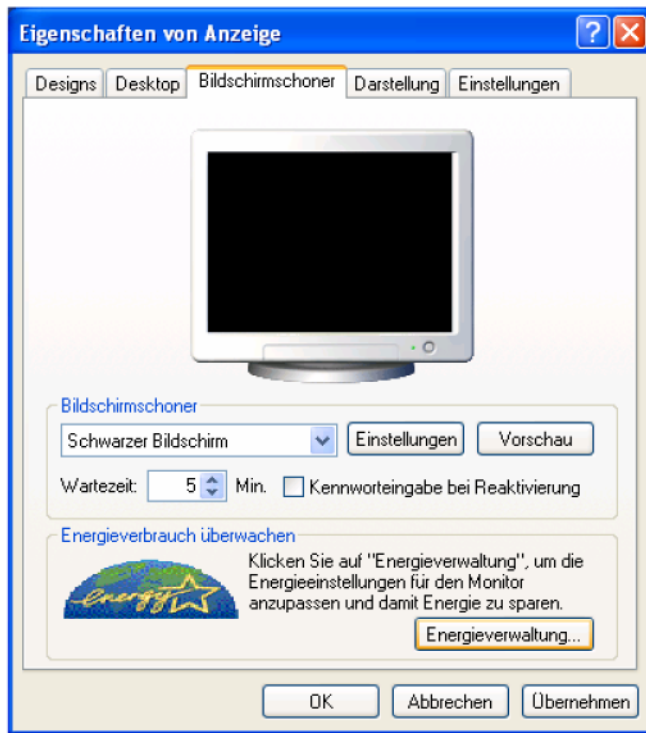 Eigenschaften von Anzeige
Designs Desktop Bildschirmschoner Darstellung Einstellungen
Bildschirmschoner
Schwarzer Bildschirm Einstellungen Vorschau
Wartezeit: 5 Min. Kennworteingabe bei Reaktivierung
Energieverbrauch überwachen
Klicken Sie auf "Energieverwaltung", um die
Energieeinstellungen für den Monitor
anzupassen und damit Energie zu sparen.
energy
Energieverwaltung...
OK Abbrechen Übernehmen